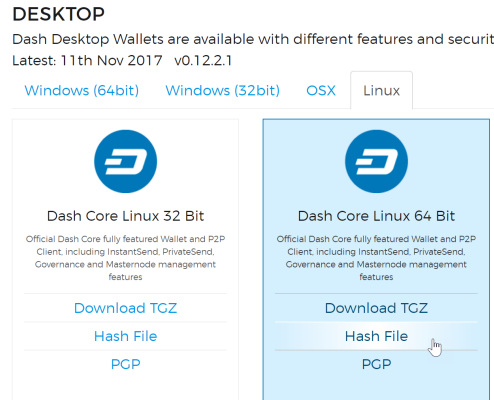 DESKTOP
Dash Desktop Wallets are available with different features and securit
Latest: 11th Nov 2017 v0.12.2.1
Windows (64bit) Windows (32bit) OSX Linux
Dash Core Linux 32 Bit
Official Dash Core fully featured Wallet and P2P
Client, including InstantSend, PrivateSend,
Governance and Masternode management
features
Download TGZ
Hash File
PGP
Dash Core Linux 64 Bit
Official Dash Core fully featured Wallet and P2P
Client, including InstantSend, PrivateSend,
Governance and Masternode management
features
Download TGZ
Hash File
PGP